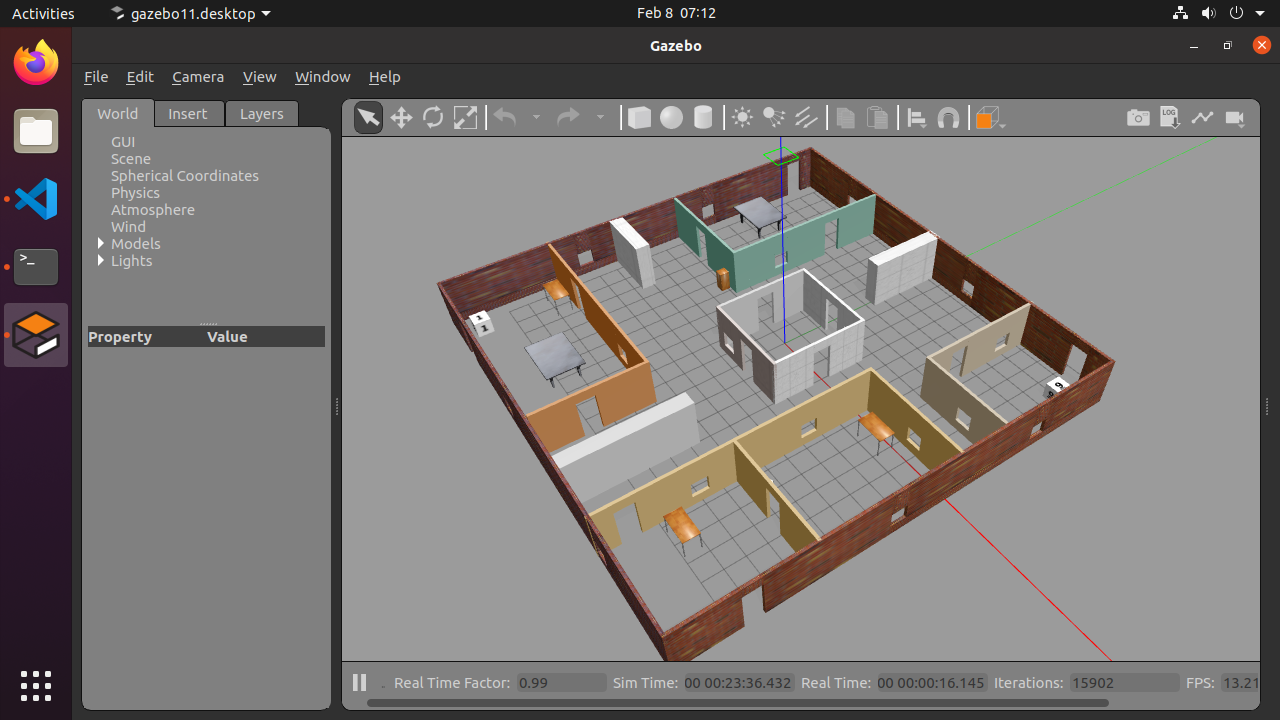 Activities gazebo11.desktop Feb 8 07:12
Gazebo
File Edit Camera View Window Help
World Insert Layers
LOG
GUI
Scene
Spherical Coordinates
Physics
Atmosphere
Wind
Models
Lights
Property Value
1
1
9
>_
Real Time Factor: 0.99 Sim Time: 00 00:23:36.432 Real Time: 00 00:00:16.145 Iterations: 15902 FPS: 13.21